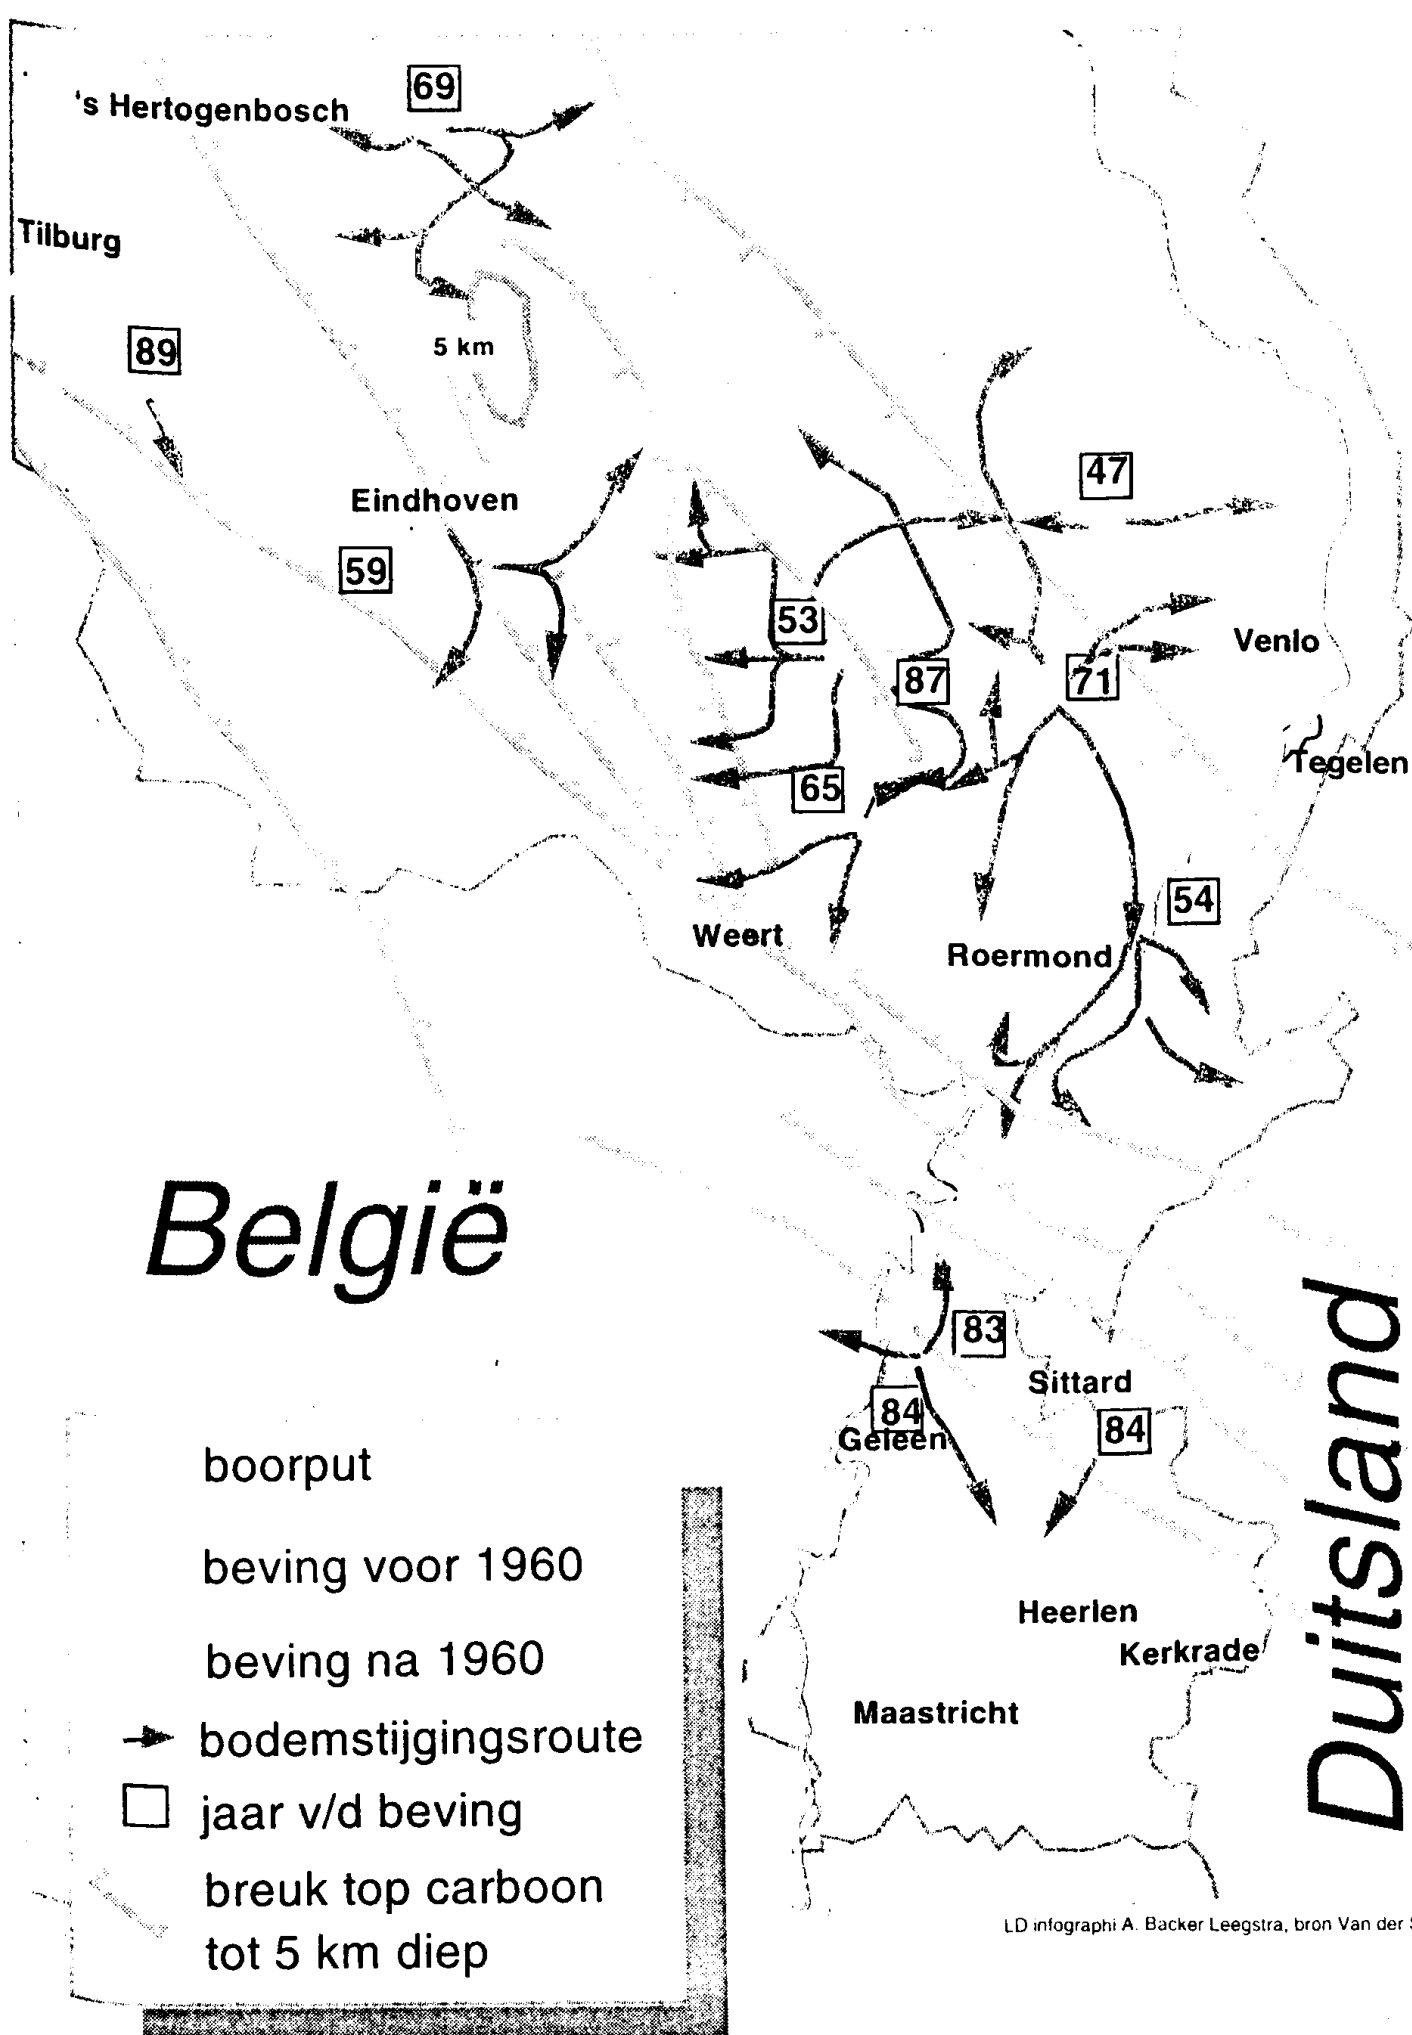 69
's Hertogenbosch
Tilburg
89
5 km
47
Eindhoven
59
53
Venlo
87
71
Tegelen
65
54
Weert
Roermond
België
83
Sittard
84
Geleen
84
Duitsland
boorput
beving voor 1960
Heerlen
Kerkrade
beving na 1960
Maastricht
bodemstijgingsroute
jaar v/d beving
breuk top carboon
tot 5 km diep
LD infographi A. Backer Leegstra, bron Van der